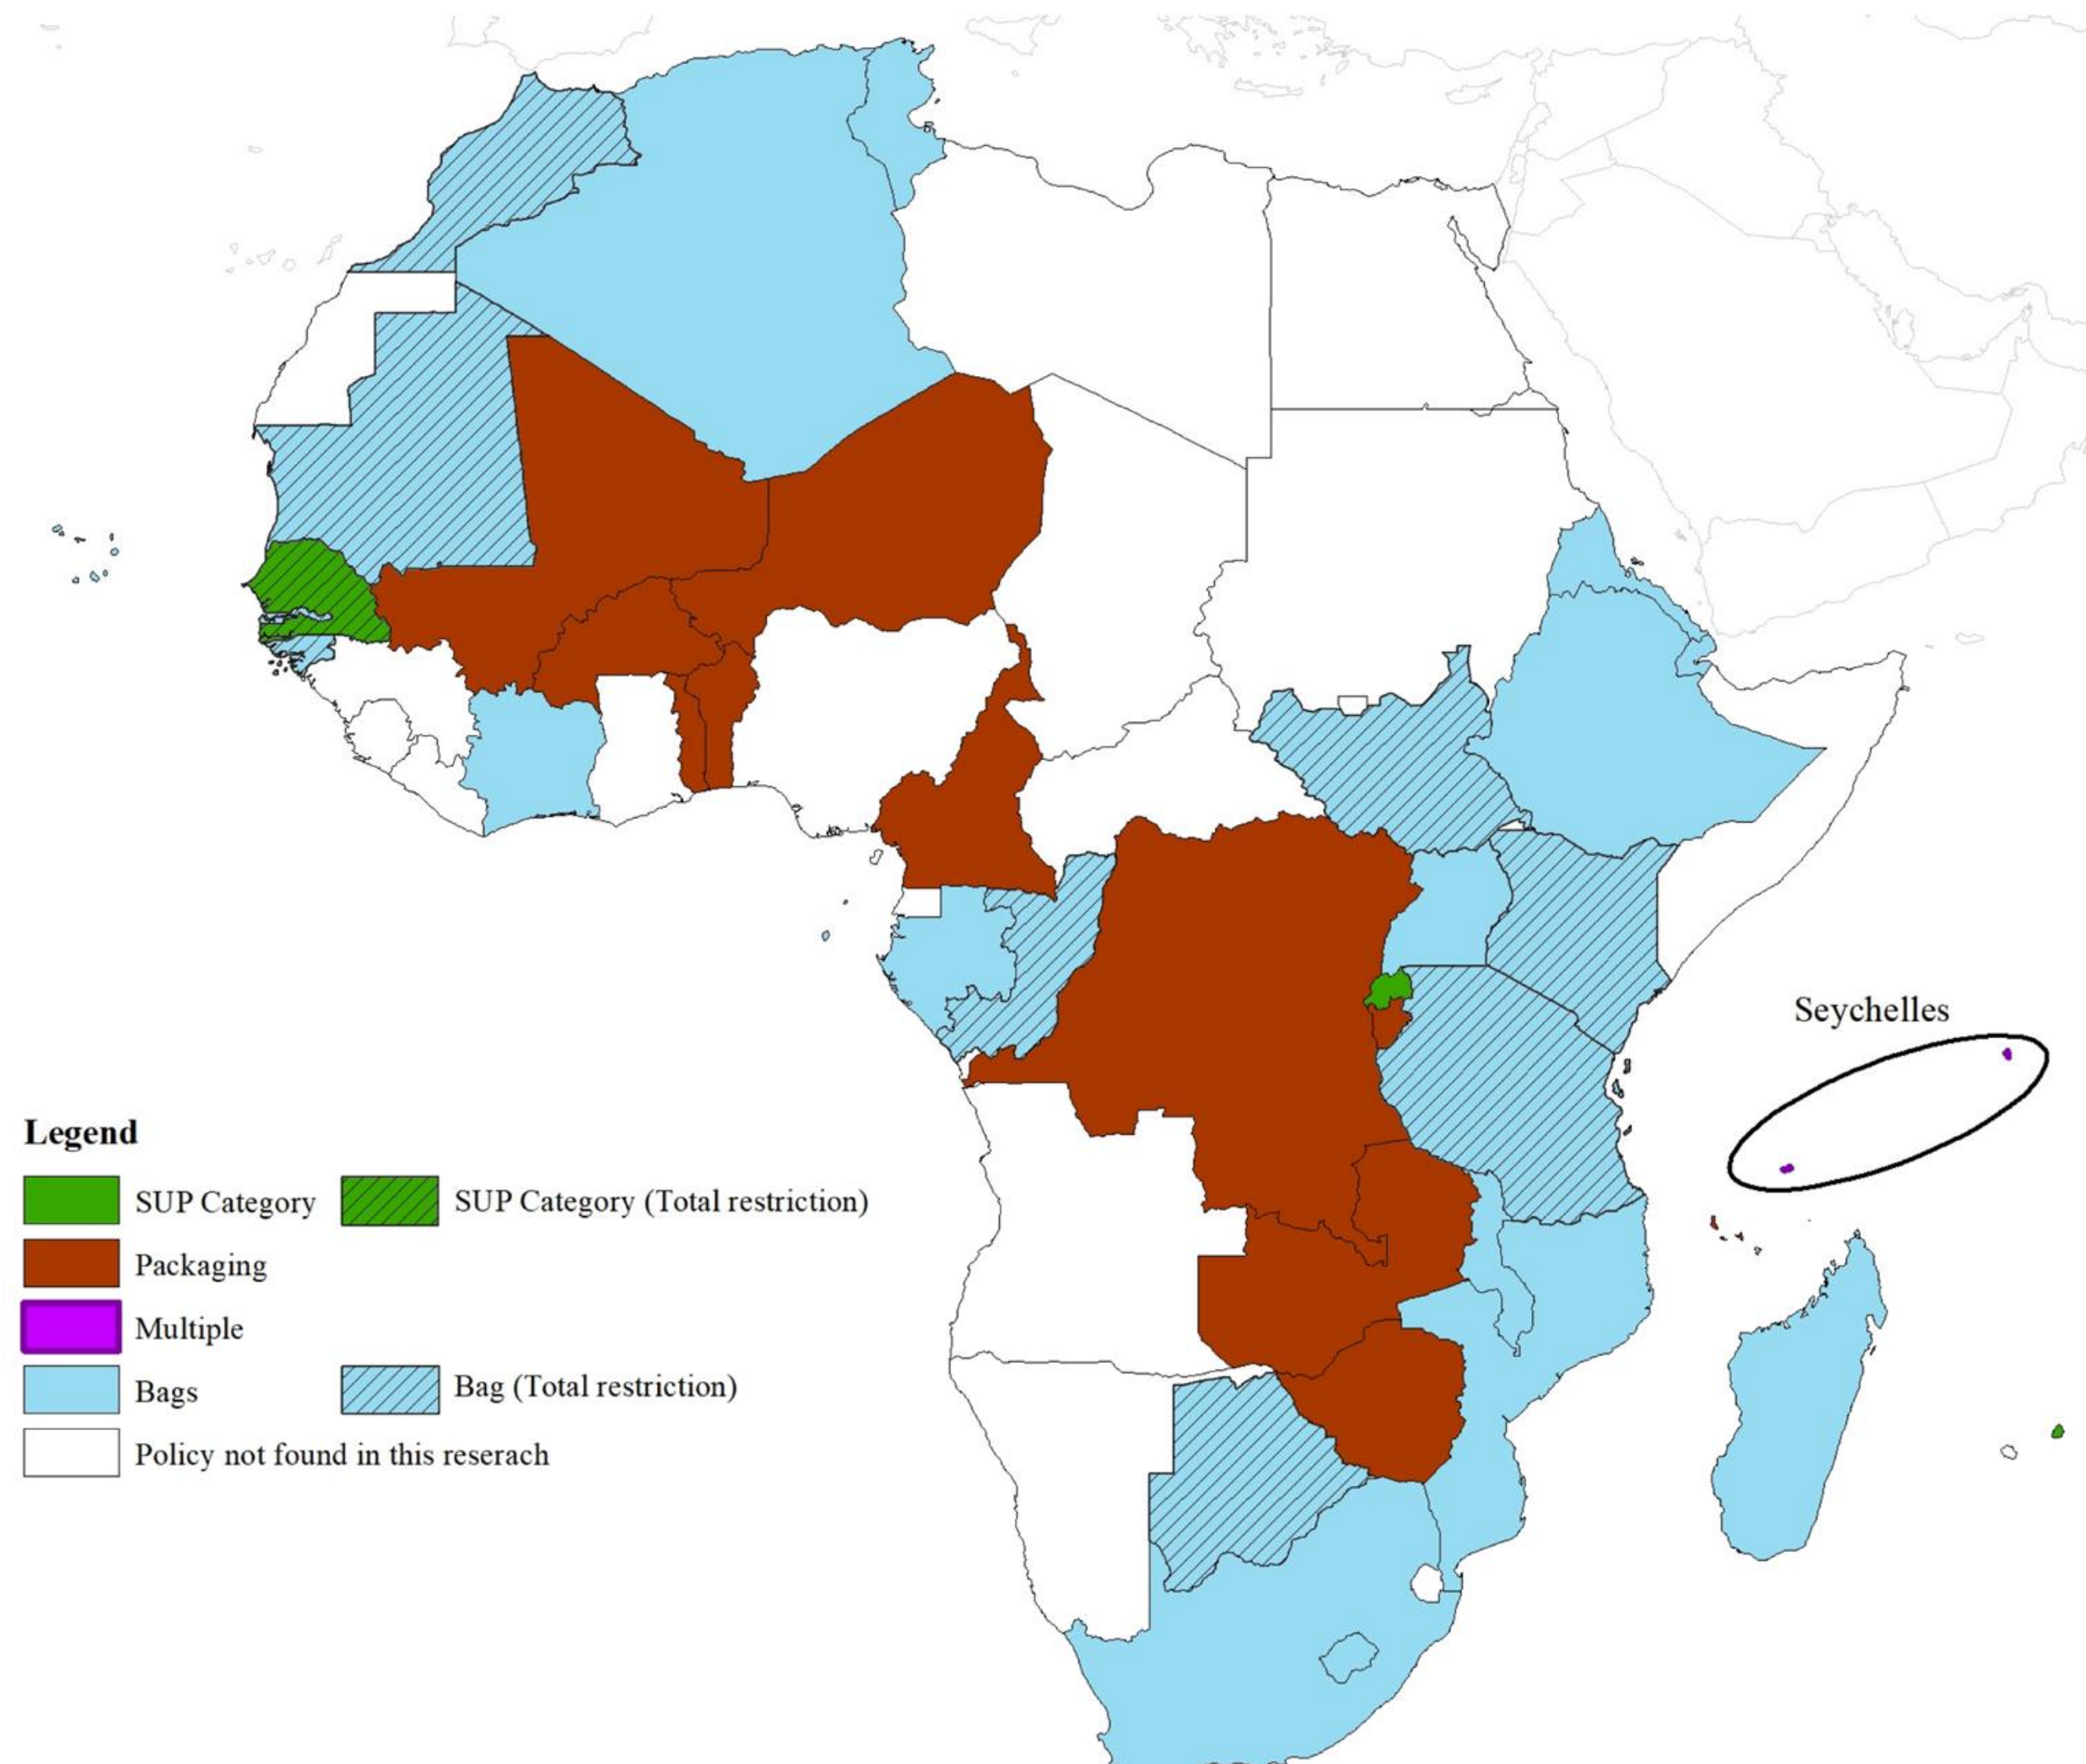 Seychelles
Legend
SUP Category
SUP Category (Total restriction)
Packaging
Multiple
Bags
Bag (Total restriction)
Policy not found in this reserach